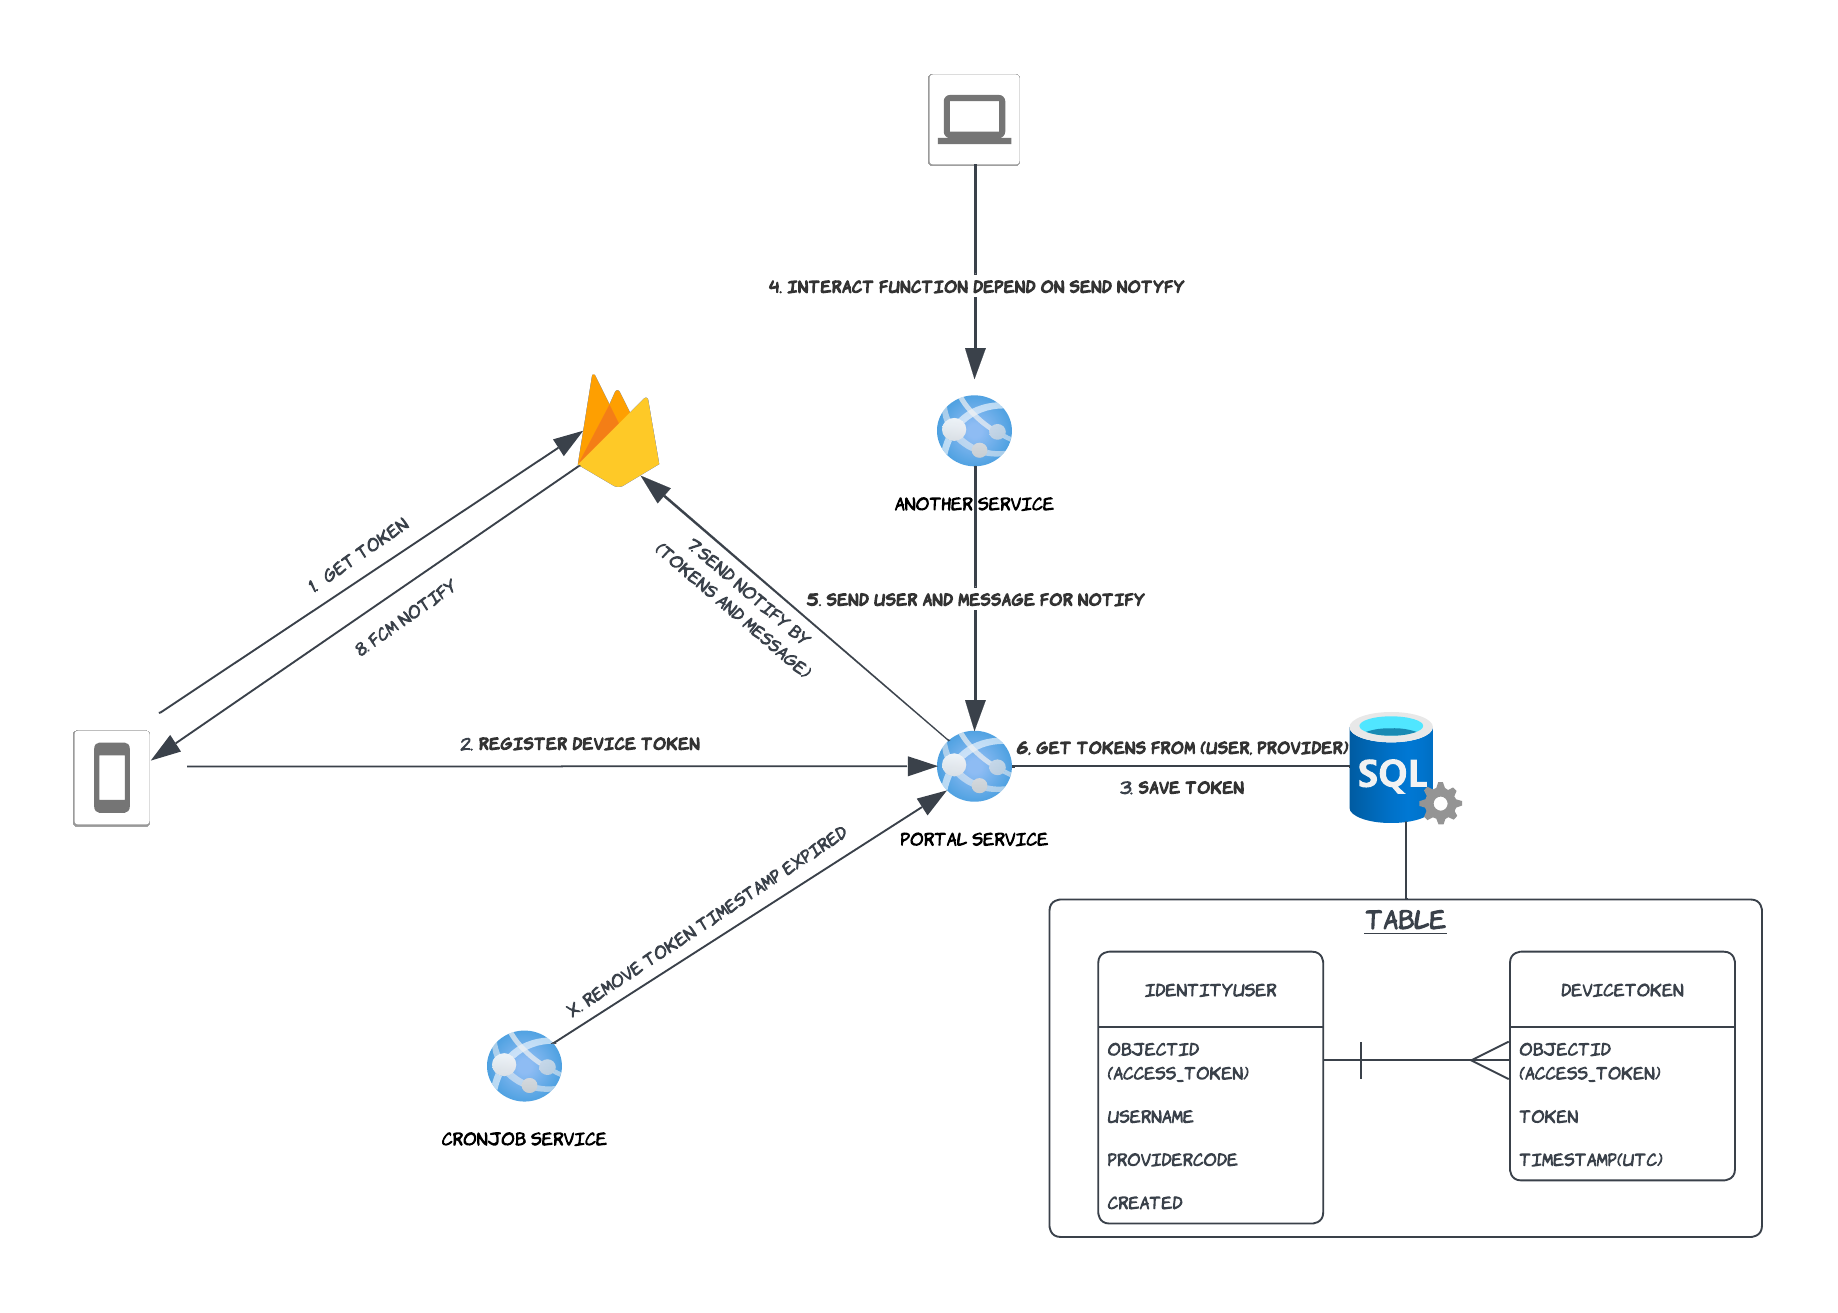 4. INTERACT FUNCTION DEPEND ON SEND NOTYFY
ANOTHER SERVICE
1. GET TOKEN
8. FCM NOTIFY
7.SEND NOTIFY BY
(TOKENS AND MESSAGE)
5. SEND USER AND MESSAGE FOR NOTIFY
2. REGISTER DEVICE TOKEN
6. GET TOKENS FROM (USER, PROVIDER)
3. SAVE TOKEN
SQL
PORTAL SERVICE
X. REMOVE TOKEN TIMESTAMP EXPIRED
CRONJOB SERVICE
TABLE
IDENTITYUSER
OBJECTID
(ACCESS_TOKEN)
USERNAME
PROVIDERCODE
CREATED
DEVICETOKEN
OBJECTID
(ACCESS_TOKEN)
TOKEN
TIMESTAMP(UTC)